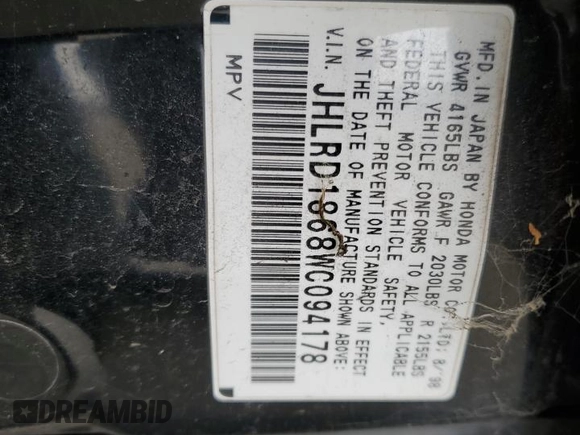 MFD. IN JAPAN BY HONDA MOTOR CO.,LTD; 8/98
GVWR 4165LBS GAWR F 2030LBS R 2155LBS
THIS VEHICLE CONFORMS TO ALL APPLICABLE
FEDERAL MOTOR VEHICLE SAFETY,
AND THEFT PREVENTION STANDARDS IN EFFECT
ON THE DATE OF MANUFACTURE SHOWN ABOVE:
V.I.N. JHLRD1868WC094178
MPV
DREAMBID